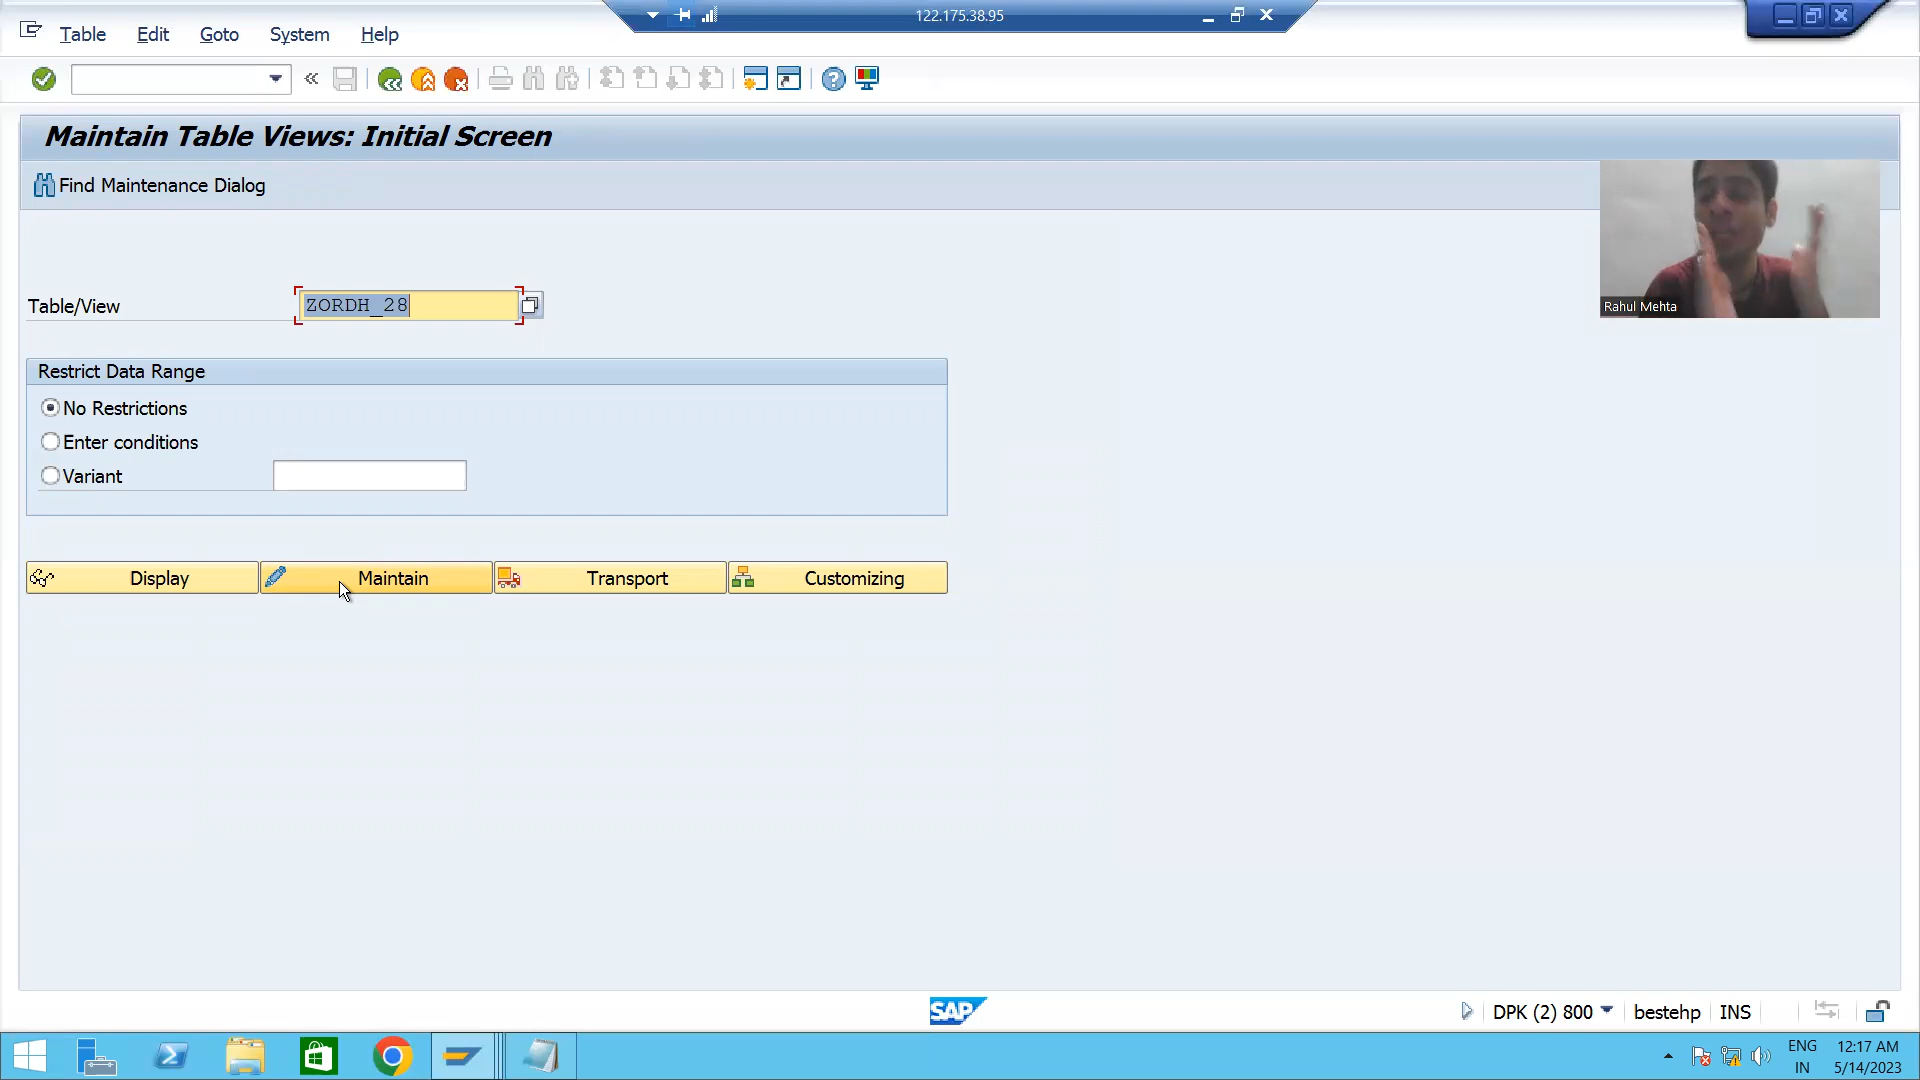 122.175.38.95
Table Edit Goto System Help
Maintain Table Views: Initial Screen
Find Maintenance Dialog
Table/View ZORDH_28
Rahul Mehta
Restrict Data Range
No Restrictions
Enter conditions
Variant
Display Maintain Transport Customizing
SAP
DPK (2) 800 bestehp INS
ENG 12:17 AM
IN 5/14/2023